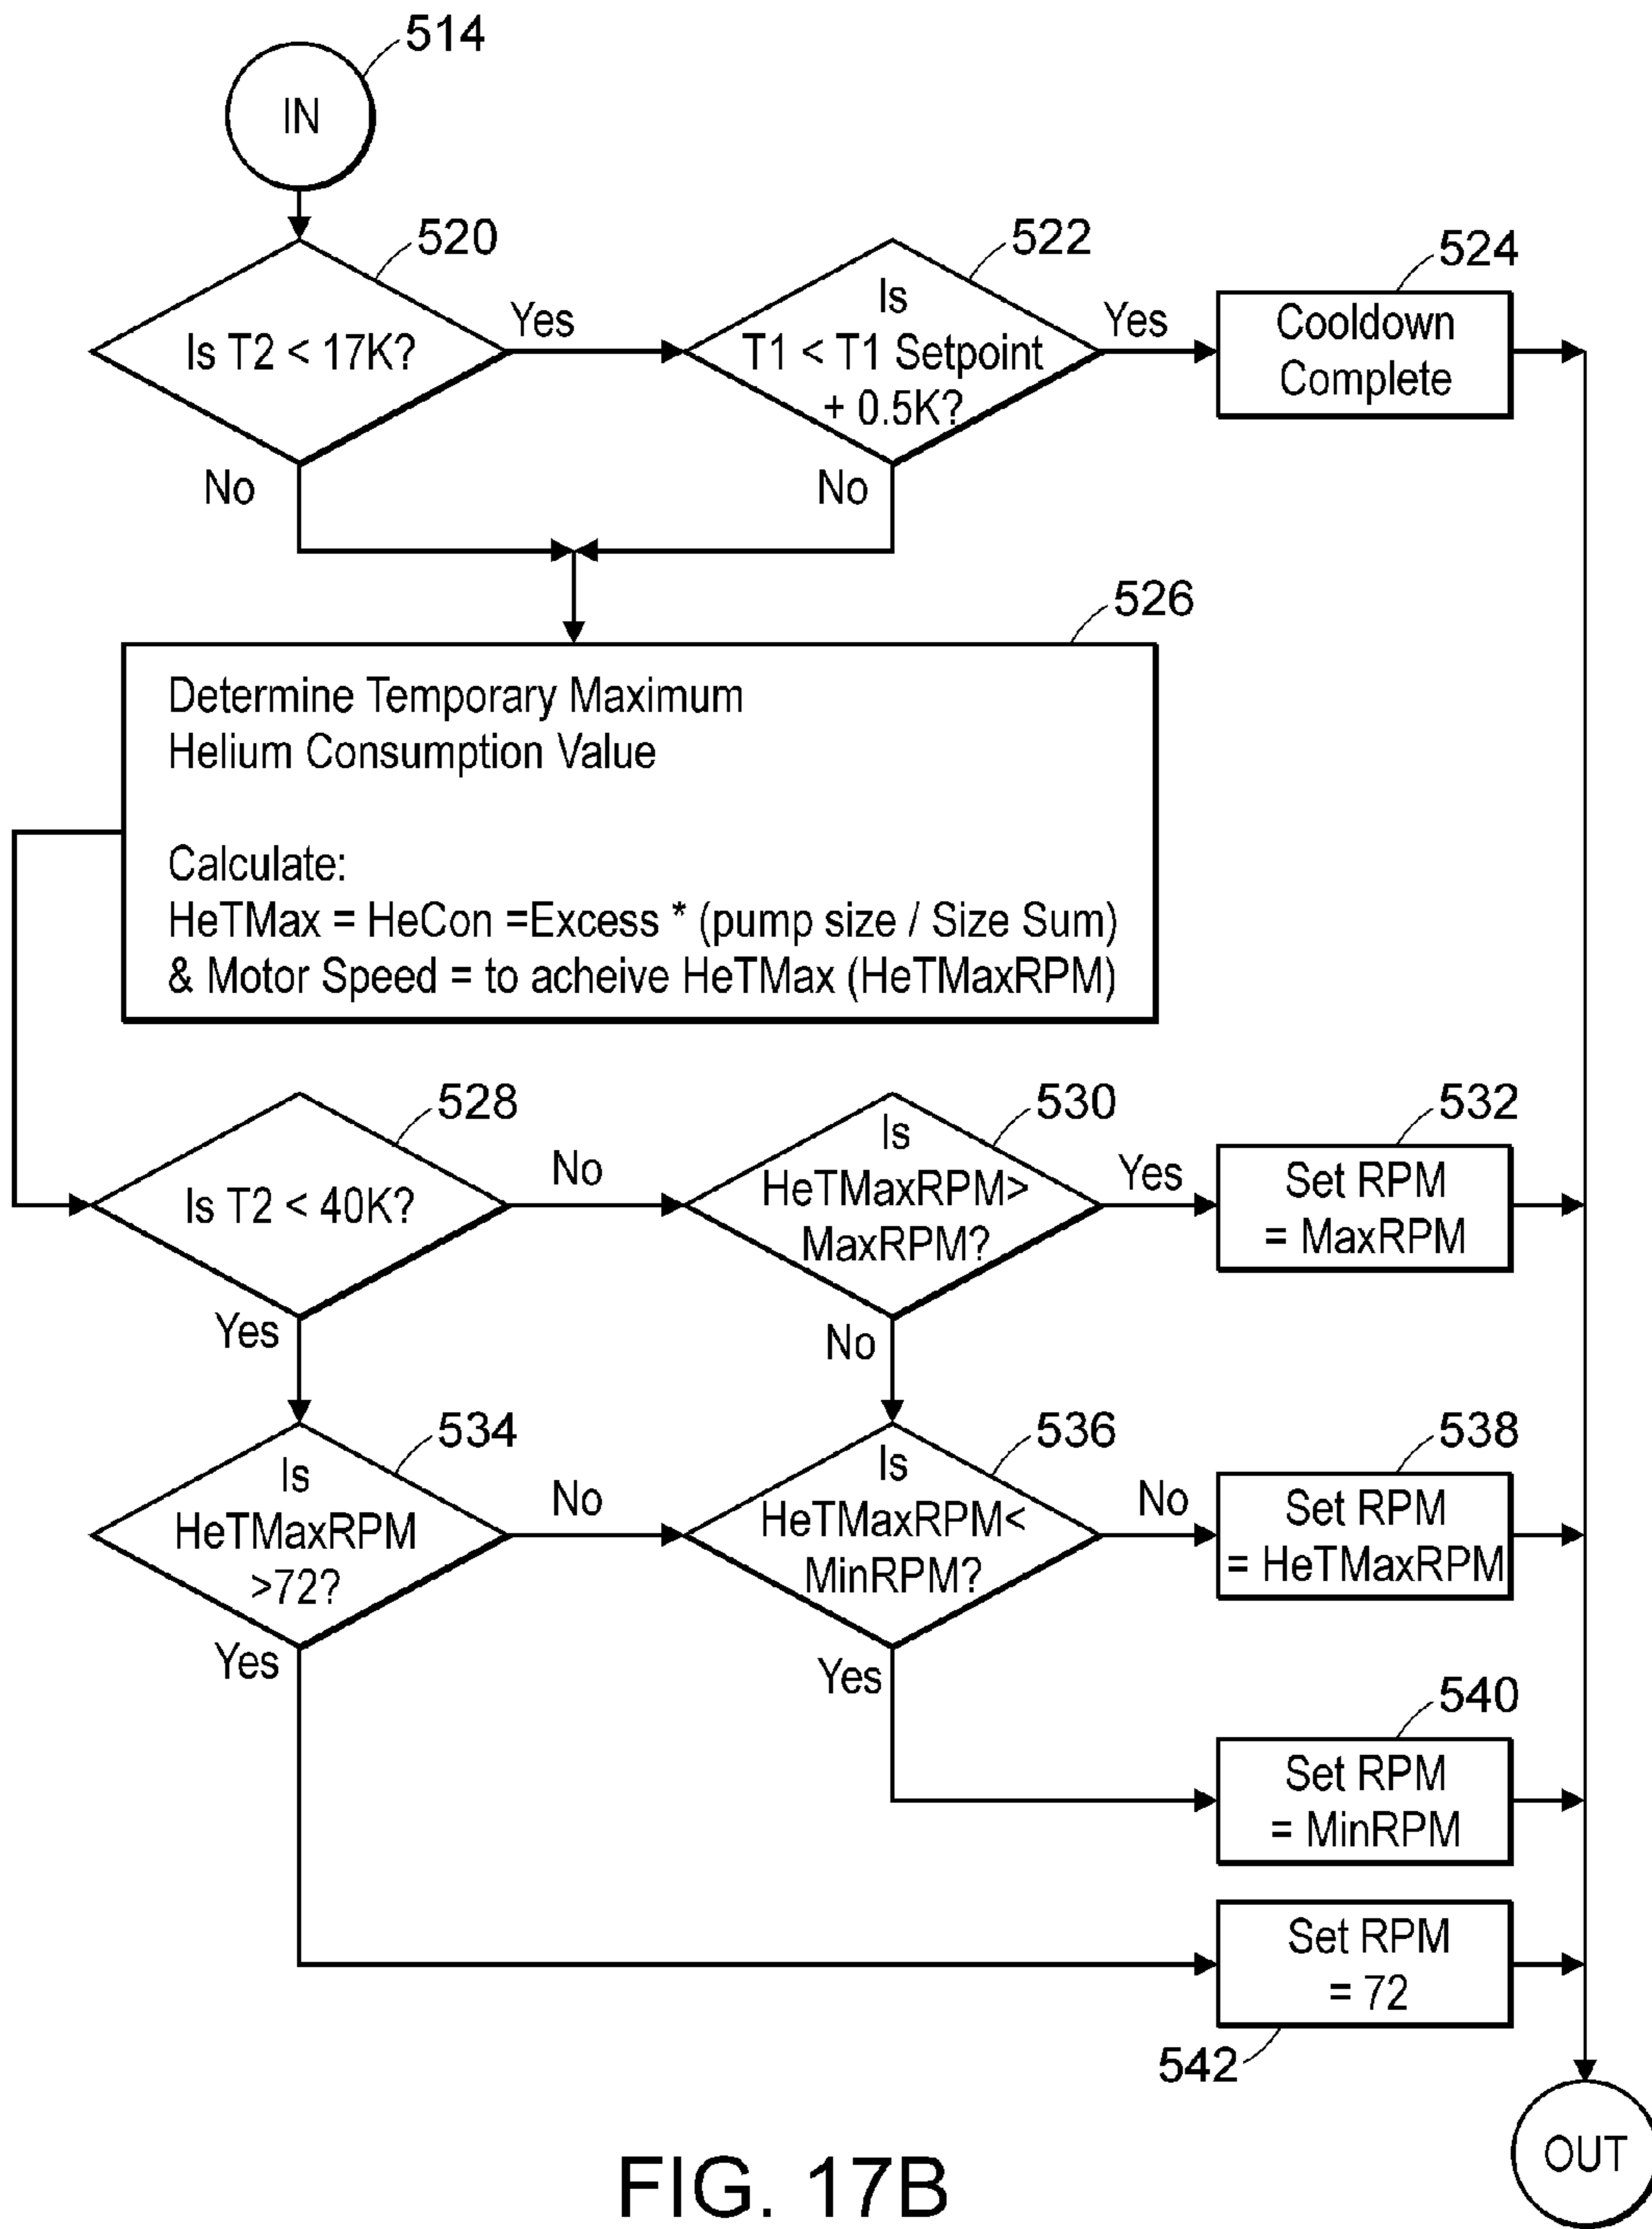 514
IN
520
Is T2 < 17K?
Yes
No
522
Is
T1 < T1 Setpoint
+ 0.5K?
Yes
No
524
Cooldown
Complete
526
Determine Temporary Maximum
Helium Consumption Value
Calculate:
HeTMax = HeCon =Excess * (pump size / Size Sum)
& Motor Speed = to acheive HeTMax (HeTMaxRPM)
528
Is T2 < 40K?
No
Yes
530
Is
HeTMaxRPM>
MaxRPM?
Yes
No
532
Set RPM
= MaxRPM
534
Is
HeTMaxRPM
>72?
No
Yes
536
Is
HeTMaxRPM<
MinRPM?
No
Yes
538
Set RPM
= HeTMaxRPM
540
Set RPM
= MinRPM
Set RPM
= 72
542
OUT
FIG. 17B